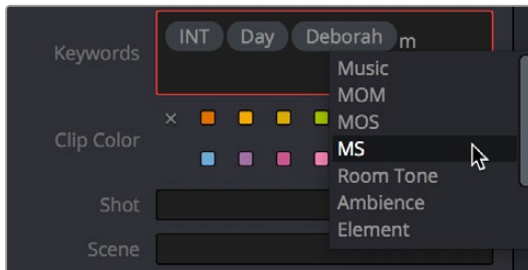 Keywords INT Day Deborah m
Music
MOM
Clip Color MOS
MS
Room Tone
Shot Ambience
Scene Element